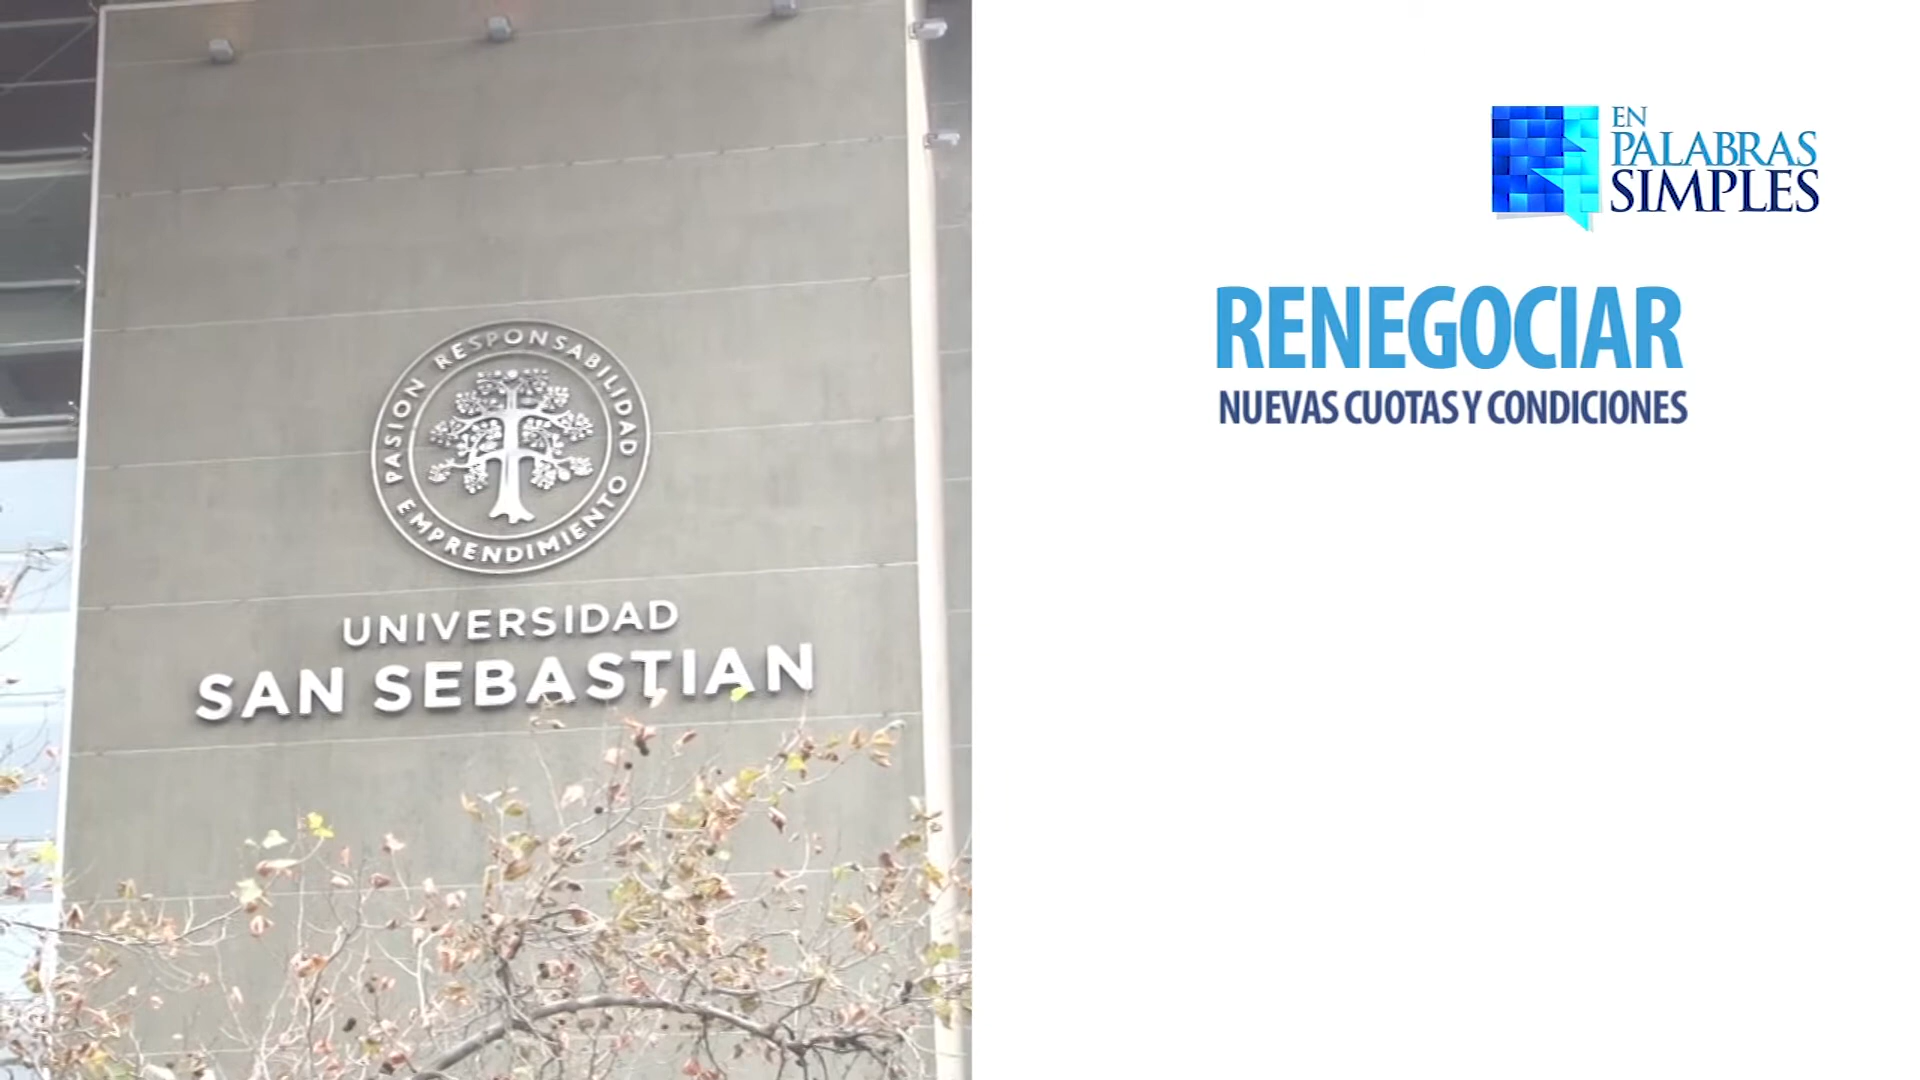 PASION RESPONSABILIDAD EMPRENDIMIENTO
UNIVERSIDAD
SAN SEBASTIAN
EN
PALABRAS
SIMPLES
RENEGOCIAR
NUEVAS CUOTAS Y CONDICIONES